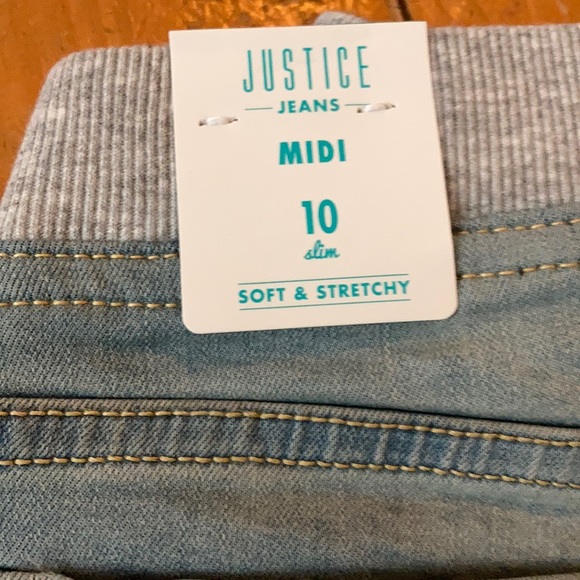 JUSTICE
JEANS
MIDI
10
slim
SOFT & STRETCHY